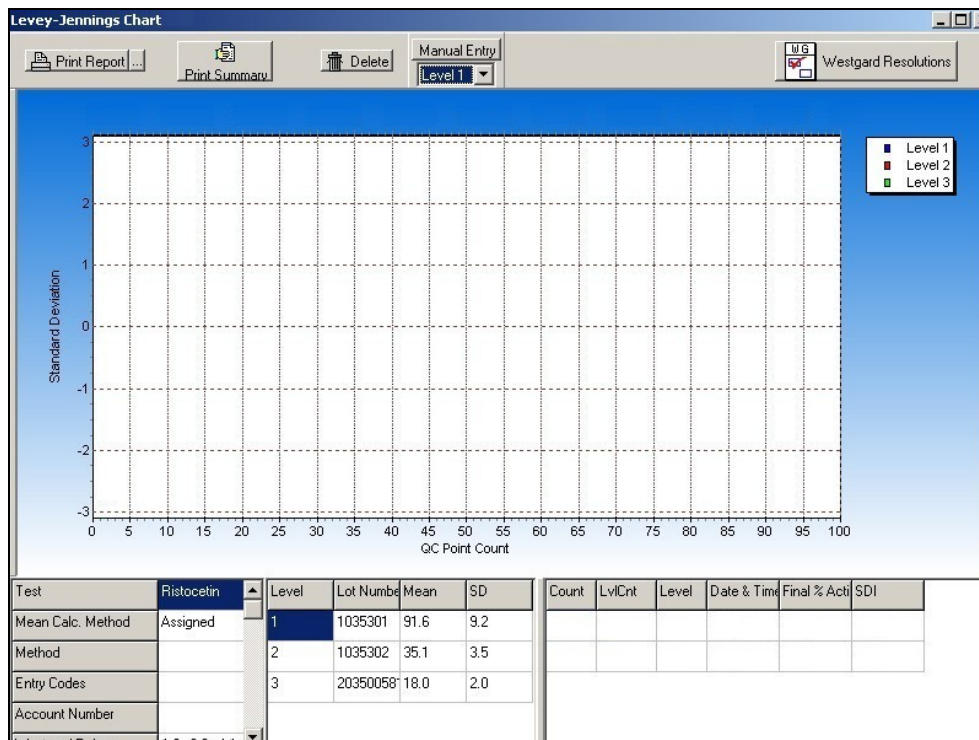 Levey-Jennings Chart
Print Report ...
Print Summary
Delete
Manual Entry
Level 1
WG
Westgard Resolutions
Level 1
Level 2
Level 3
3
2
1
0
-1
-2
-3
Standard Deviation
0 5 10 15 20 25 30 35 40 45 50 55 60 65 70 75 80 85 90 95 100
QC Point Count
Test Ristocetin
Mean Calc. Method Assigned
Method
Entry Codes
Account Number
Level Lot Numbe Mean SD
1 1035301 91.6 9.2
2 1035302 35.1 3.5
3 20350058 18.0 2.0
Count LvlCnt Level Date & Time Final % Acti SDI